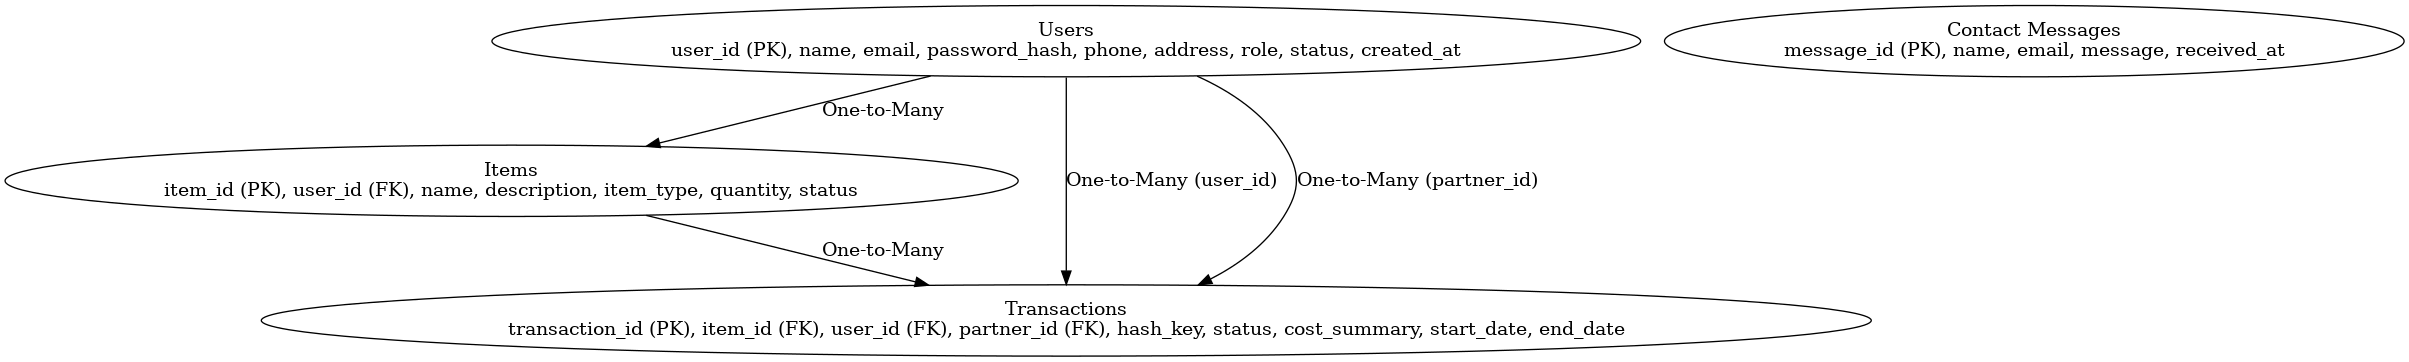 Users
user_id (PK), name, email, password_hash, phone, address, role, status, created_at
Contact Messages
message_id (PK), name, email, message, received_at
One-to-Many
Items
item_id (PK), user_id (FK), name, description, item_type, quantity, status
One-to-Many (user_id)
One-to-Many (partner_id)
One-to-Many
Transactions
transaction_id (PK), item_id (FK), user_id (FK), partner_id (FK), hash_key, status, cost_summary, start_date, end_date